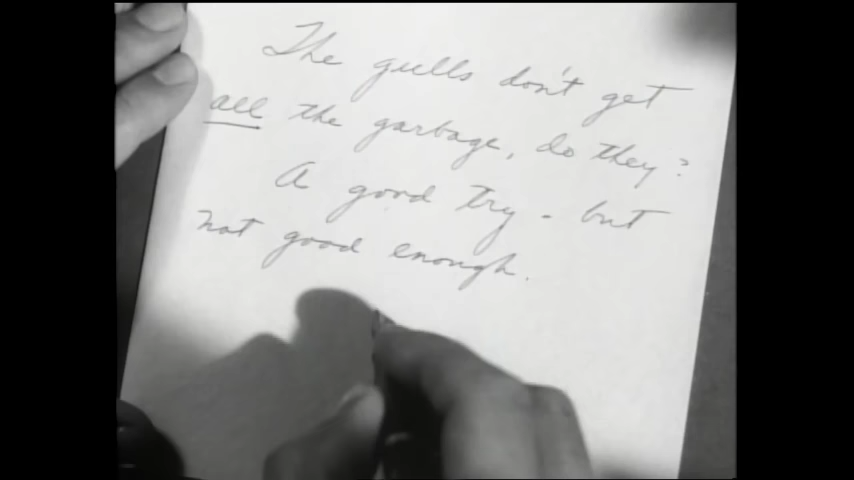 The gulls don't get
all the garbage, do they?
A good try - but
not good enough.